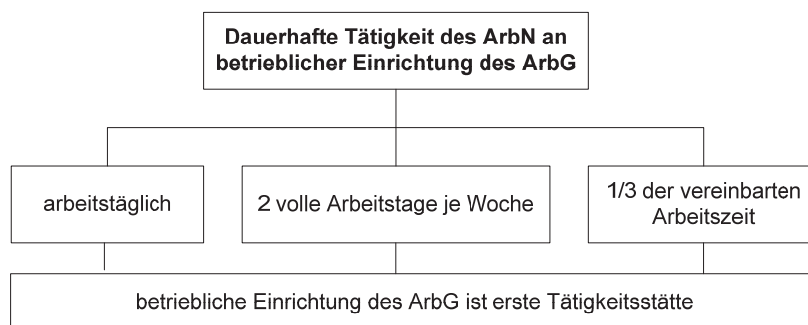 Dauerhafte Tätigkeit des ArbN an
betrieblicher Einrichtung des ArbG
arbeitstäglich
2 volle Arbeitstage je Woche
1/3 der vereinbarten
Arbeitszeit
betriebliche Einrichtung des ArbG ist erste Tätigkeitsstätte